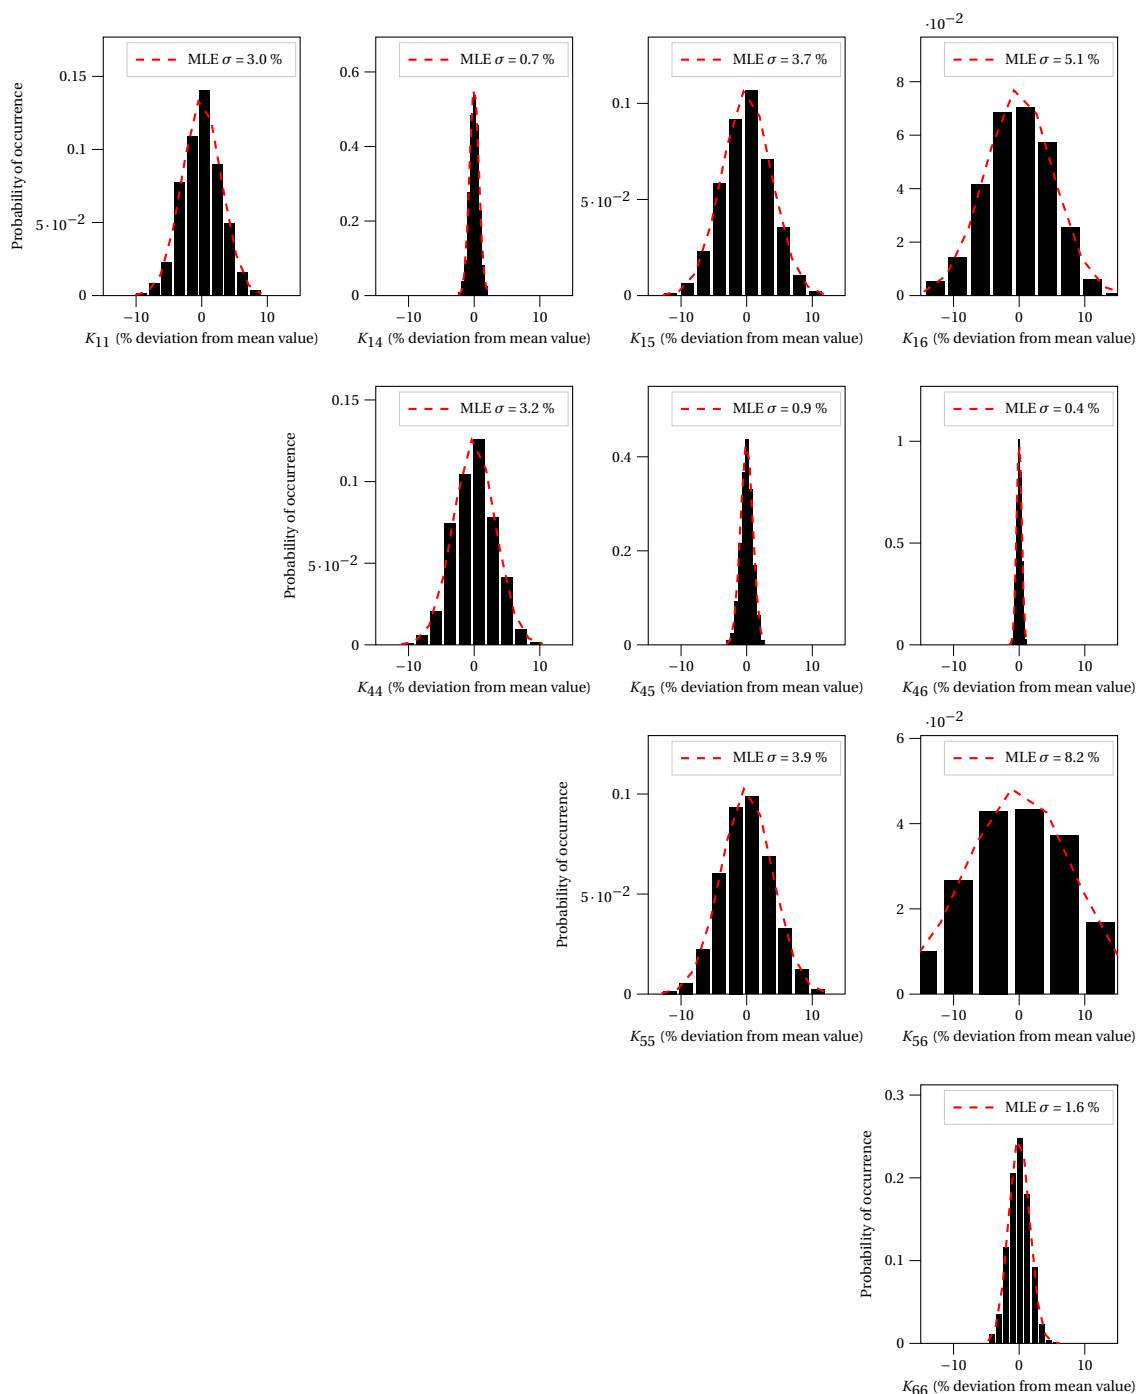 ·10−2
MLE σ = 3.0 %
MLE σ = 0.7 %
MLE σ = 3.7 %
MLE σ = 5.1 %
Probability of occurrence
0.15
0.1
5·10−2
0
−10 0 10
K11 (% deviation from mean value)
0.6
0.4
0.2
0
−10 0 10
K14 (% deviation from mean value)
0.1
5·10−2
0
−10 0 10
K15 (% deviation from mean value)
8
6
4
2
0
−10 0 10
K16 (% deviation from mean value)
MLE σ = 3.2 %
MLE σ = 0.9 %
MLE σ = 0.4 %
Probability of occurrence
0.15
0.1
5·10−2
0
−10 0 10
K44 (% deviation from mean value)
0.4
0.2
0
−10 0 10
K45 (% deviation from mean value)
1
0.5
0
−10 0 10
K46 (% deviation from mean value)
·10−2
MLE σ = 3.9 %
MLE σ = 8.2 %
Probability of occurrence
0.1
5·10−2
0
−10 0 10
K55 (% deviation from mean value)
6
4
2
0
−10 0 10
K56 (% deviation from mean value)
MLE σ = 1.6 %
Probability of occurrence
0.3
0.2
0.1
0
−10 0 10
K66 (% deviation from mean value)